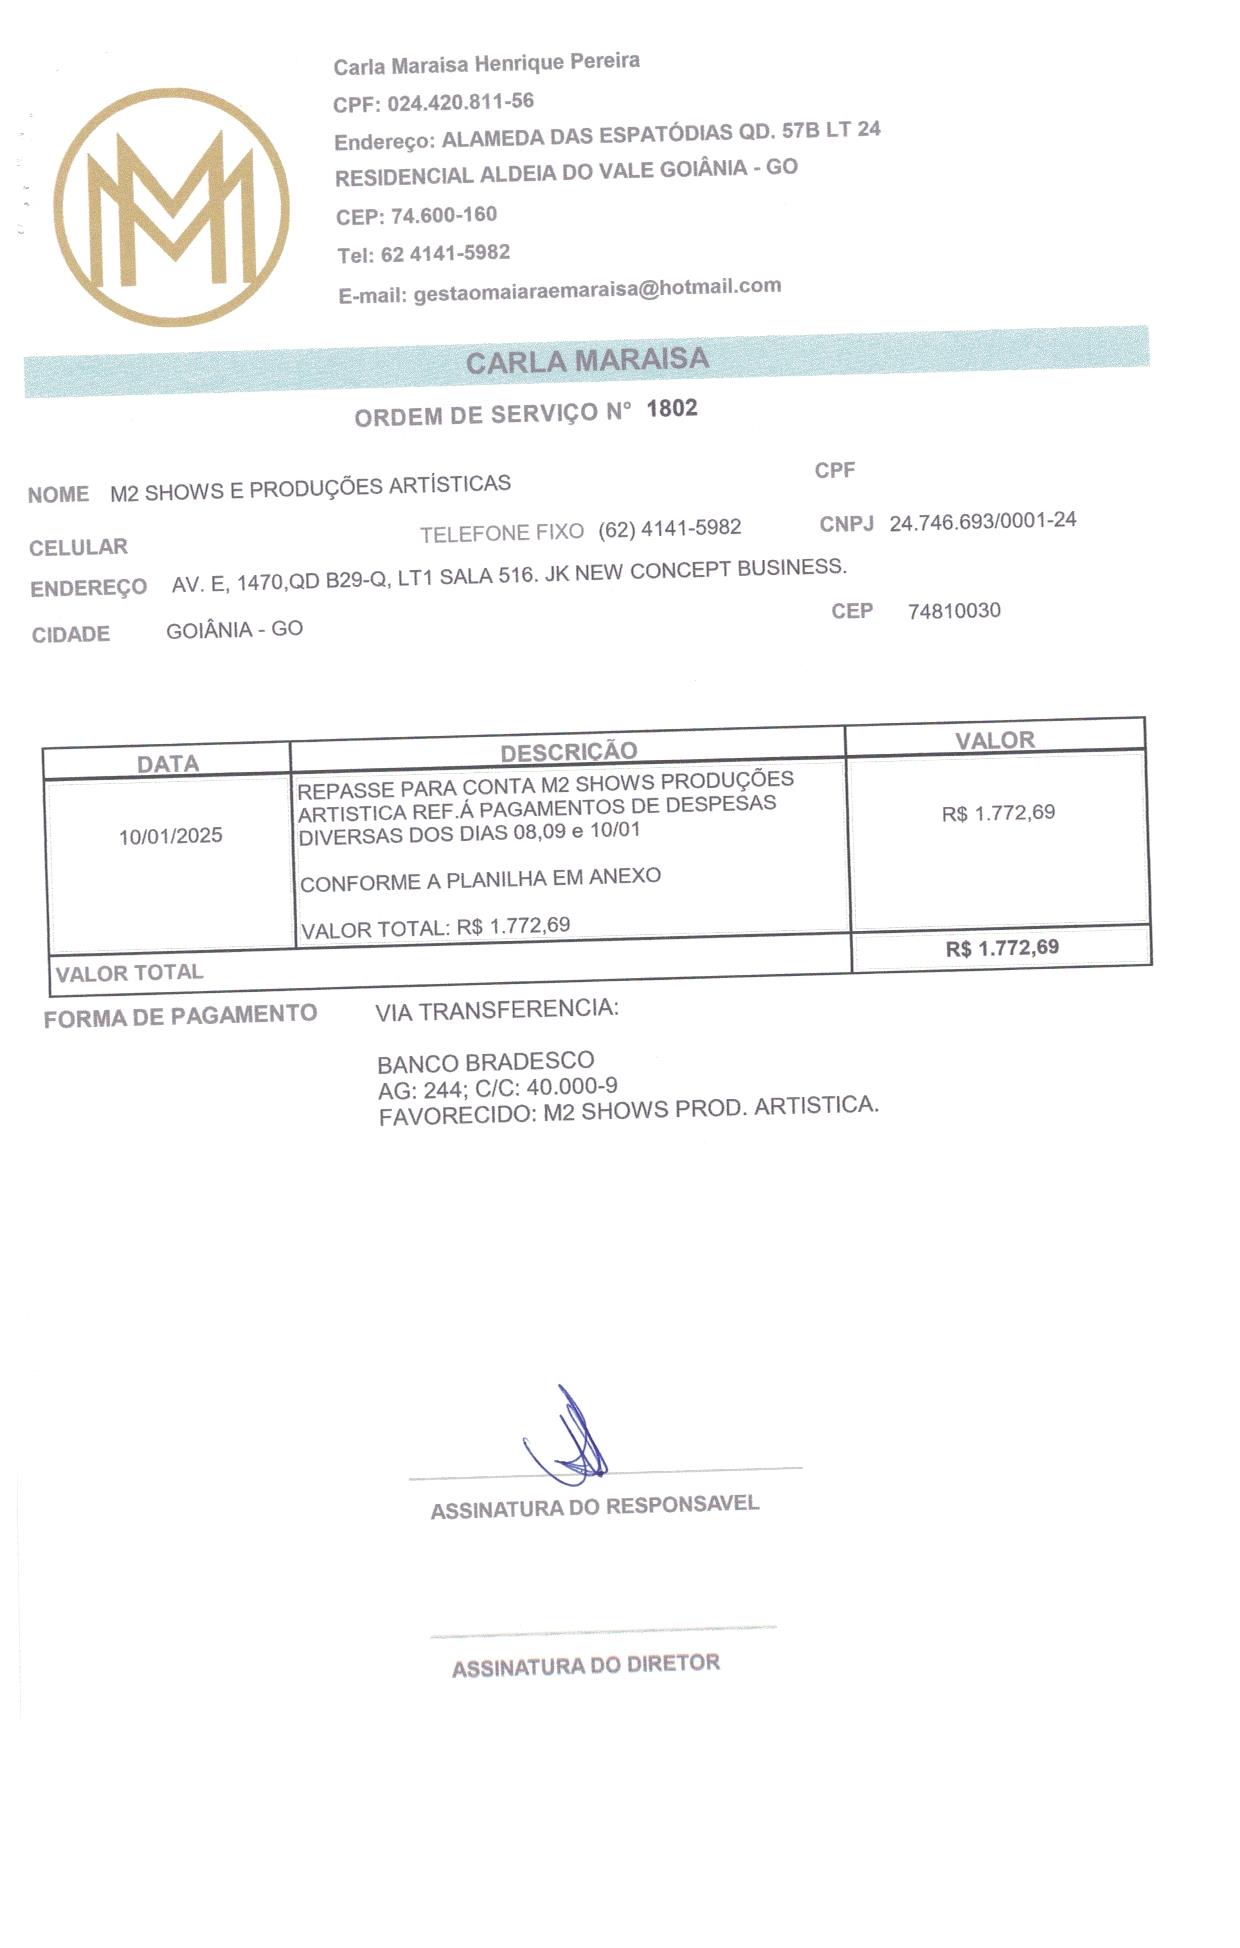 Carla Maraisa Henrique Pereira
CPF: 024.420.811-56
Endereço: ALAMEDA DAS ESPATÓDIAS QD. 57B LT 24
RESIDENCIAL ALDEIA DO VALE GOIÂNIA - GO
CEP: 74.600-160
Tel: 62 4141-5982
E-mail: gestaomaiaraemaraisa@hotmail.com
CARLA MARAISA
ORDEM DE SERVIÇO N° 1802
NOME M2 SHOWS E PRODUÇÕES ARTÍSTICAS CPF
CELULAR TELEFONE FIXO (62) 4141-5982 CNPJ 24.746.693/0001-24
ENDEREÇO AV. E, 1470,QD B29-Q, LT1 SALA 516. JK NEW CONCEPT BUSINESS.
CIDADE GOIÂNIA - GO CEP 74810030
DATA DESCRIÇÃO VALOR
REPASSE PARA CONTA M2 SHOWS PRODUÇÕES
ARTISTICA REF.Á PAGAMENTOS DE DESPESAS
10/01/2025 DIVERSAS DOS DIAS 08,09 e 10/01 R$ 1.772,69
CONFORME A PLANILHA EM ANEXO
VALOR TOTAL: R$ 1.772,69
VALOR TOTAL R$ 1.772,69
FORMA DE PAGAMENTO VIA TRANSFERENCIA:
BANCO BRADESCO
AG: 244; C/C: 40.000-9
FAVORECIDO: M2 SHOWS PROD. ARTISTICA.
ASSINATURA DO RESPONSAVEL
ASSINATURA DO DIRETOR